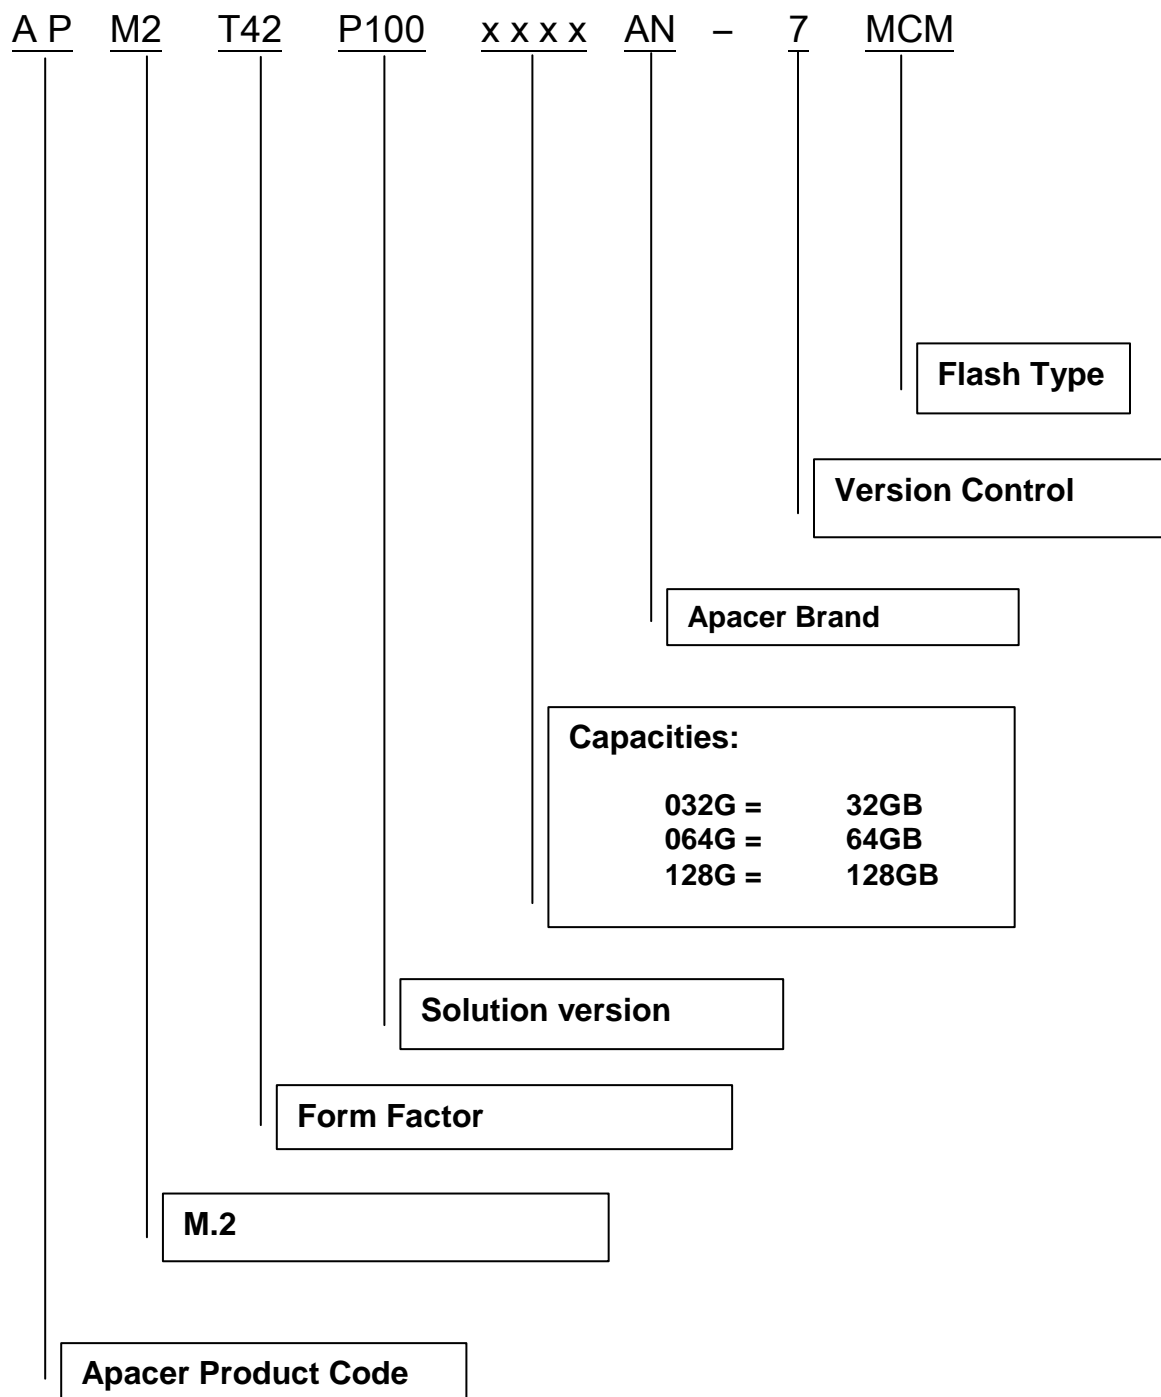 A P M2 T42 P100 x x x x AN – 7 MCM
Flash Type
Version Control
Apacer Brand
Capacities:
032G = 32GB
064G = 64GB
128G = 128GB
Solution version
Form Factor
M.2
Apacer Product Code